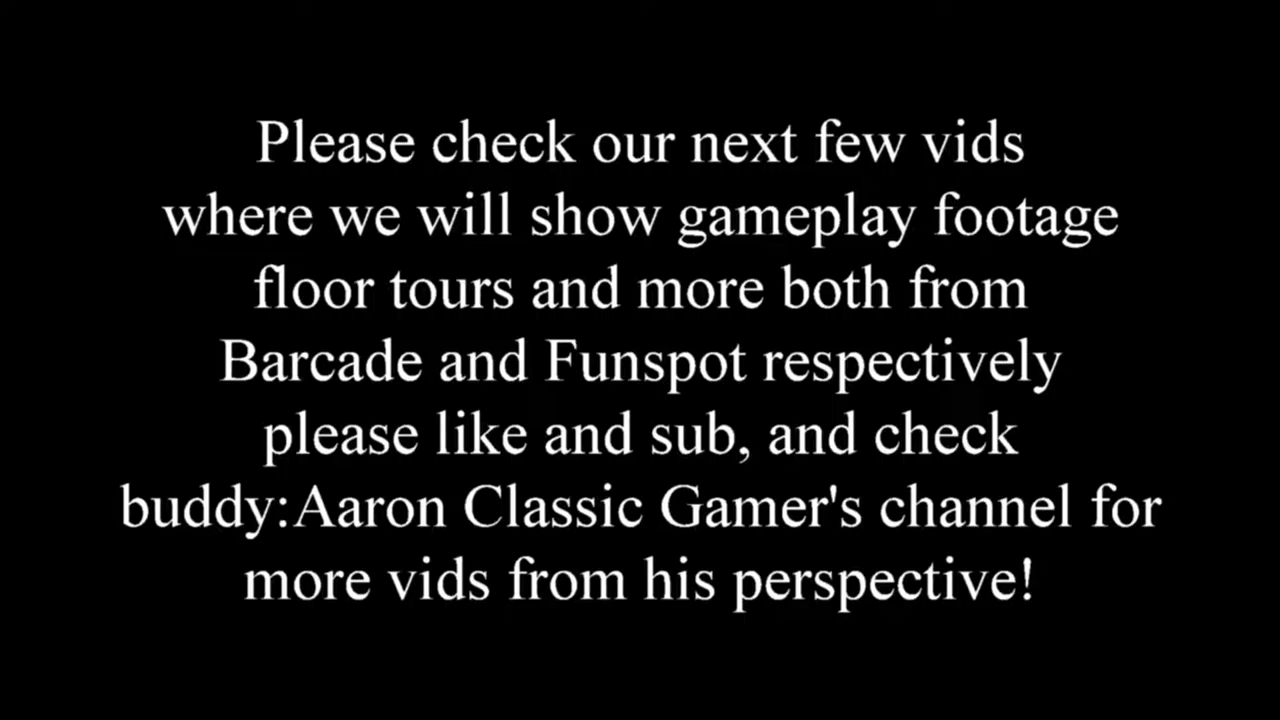 Please check our next few vids
where we will show gameplay footage
floor tours and more both from
Barcade and Funspot respectively
please like and sub, and check
buddy:Aaron Classic Gamer's channel for
more vids from his perspective!